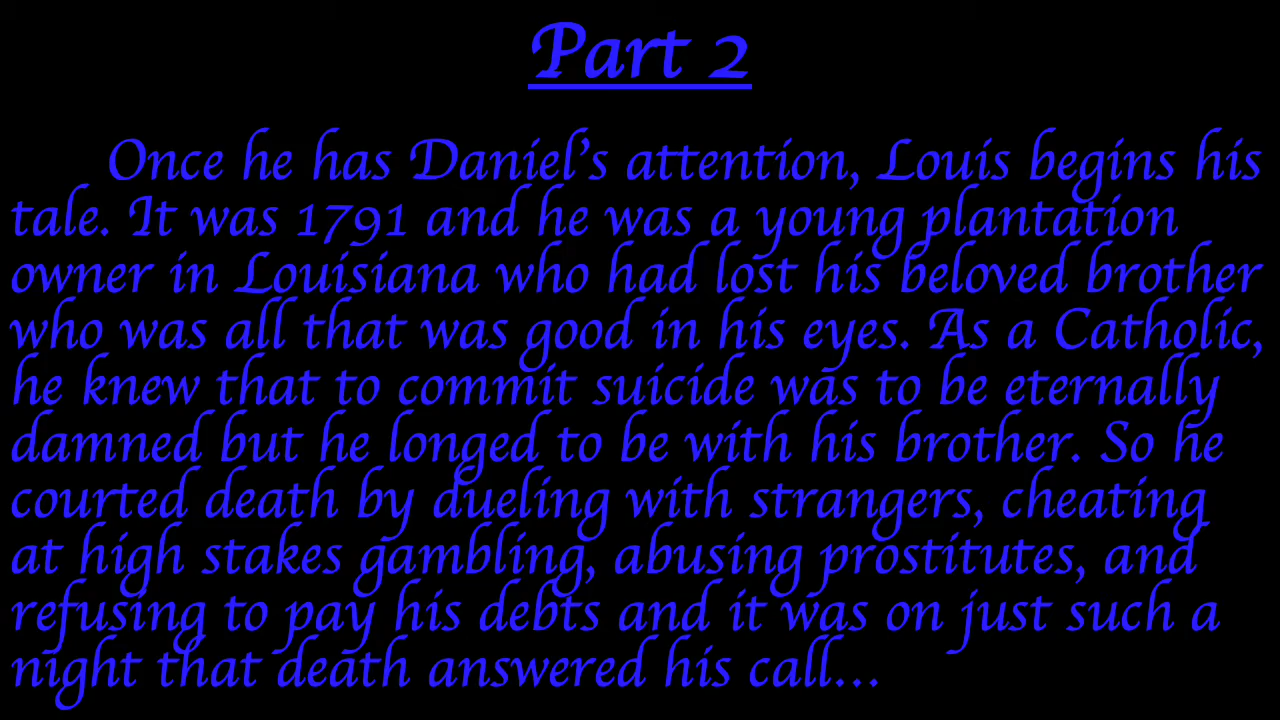 Part 2
Once he has Daniel's attention, Louis begins his
tale. It was 1791 and he was a young plantation
owner in Louisiana who had lost his beloved brother
who was all that was good in his eyes. As a Catholic,
he knew that to commit suicide was to be eternally
damned but he longed to be with his brother. So he
courted death by dueling with strangers, cheating
at high stakes gambling, abusing prostitutes, and
refusing to pay his debts and it was on just such a
night that death answered his call...